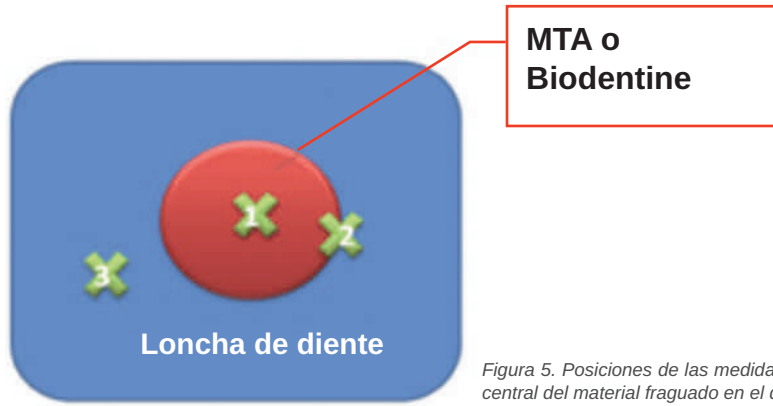 MTA o
Biodentine
1
2
3
Loncha de diente
Figura 5. Posiciones de las medida
central del material fraguado en el